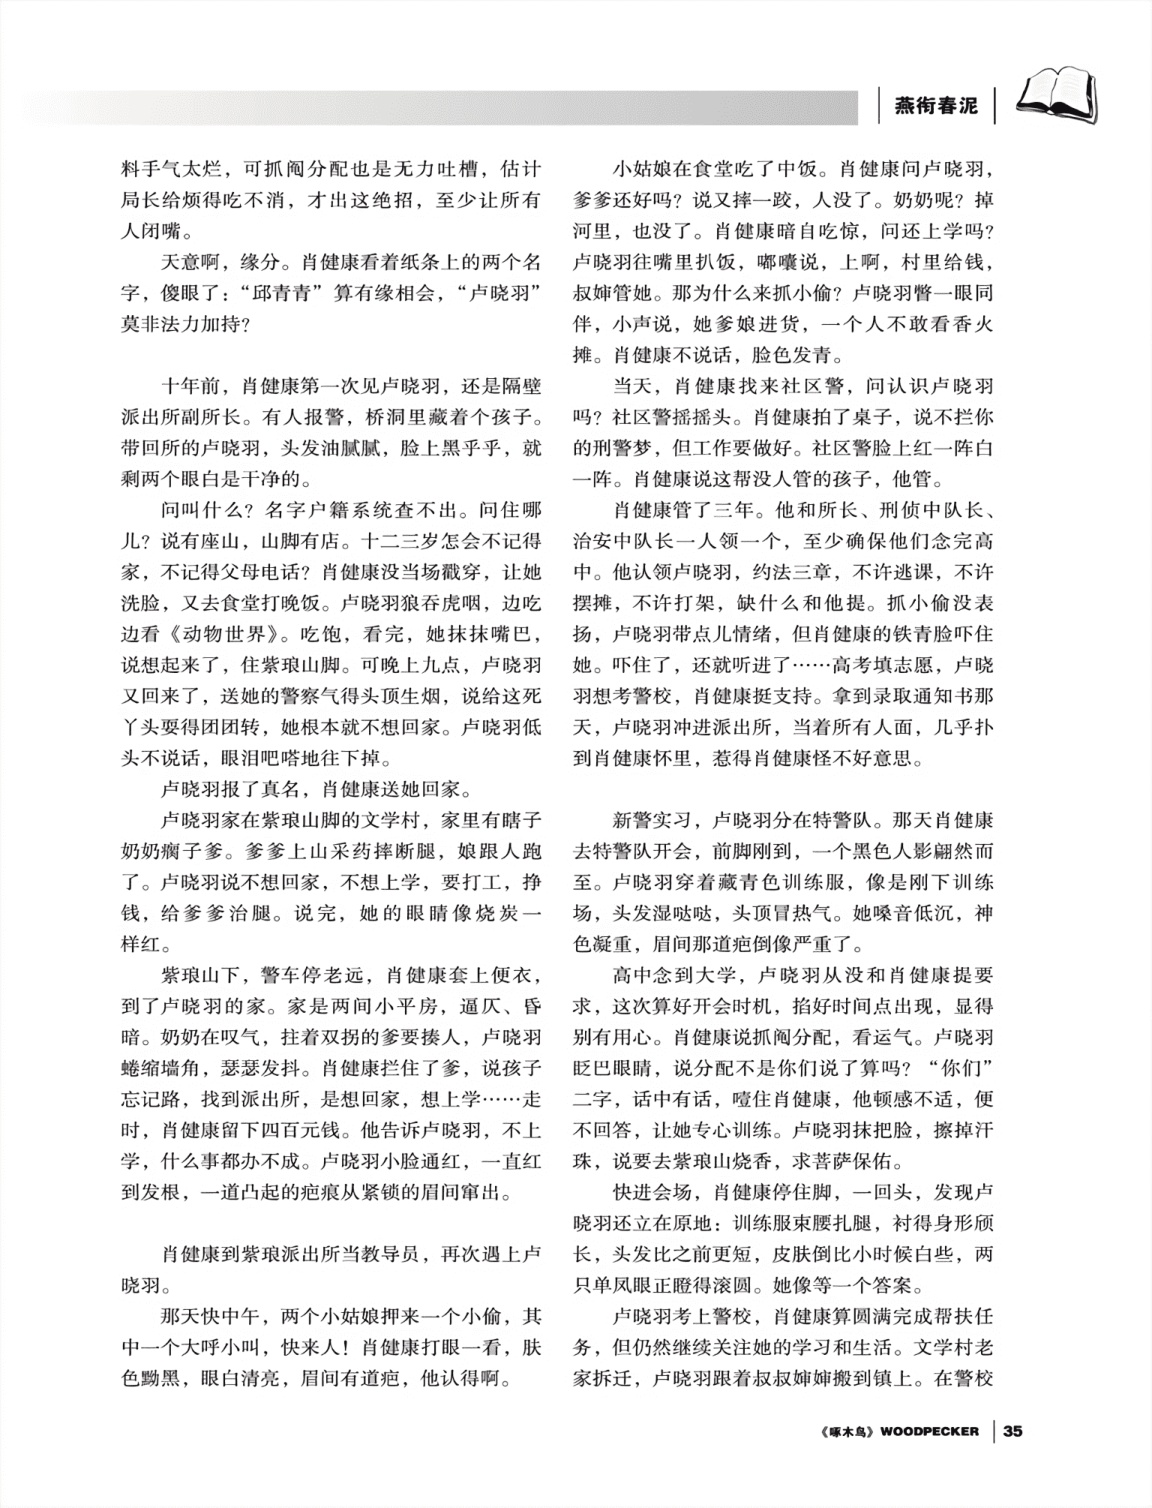 燕衔春泥
料手气太烂，可抓阄分配也是无力吐槽，估计
局长给烦得吃不消，才出这绝招，至少让所有
人闭嘴。
天意啊，缘分。肖健康看着纸条上的两个名
字，傻眼了：“邱青青”算有缘相会，“卢晓羽”
莫非法力加持？
十年前，肖健康第一次见卢晓羽，还是隔壁
派出所副所长。有人报警，桥洞里藏着个孩子。
带回所的卢晓羽，头发油腻腻，脸上黑乎乎，就
剩两个眼白是干净的。
问叫什么？名字户籍系统查不出。问住哪
儿？说有座山，山脚有店。十二三岁怎会不记得
家，不记得父母电话？肖健康没当场戳穿，让她
洗脸，又去食堂打晚饭。卢晓羽狼吞虎咽，边吃
边看《动物世界》。吃饱，看完，她抹抹嘴巴，
说想起来了，住紫琅山脚。可晚上九点，卢晓羽
又回来了，送她的警察气得头顶生烟，说给这死
丫头耍得团团转，她根本就不想回家。卢晓羽低
头不说话，眼泪吧嗒地往下掉。
卢晓羽报了真名，肖健康送她回家。
卢晓羽家在紫琅山脚的文学村，家里有瞎子
奶奶瘸子爹。爹爹上山采药摔断腿，娘跟人跑
了。卢晓羽说不想回家，不想上学，要打工，挣
钱，给爹爹治腿。说完，她的眼睛像烧炭一
样红。
紫琅山下，警车停老远，肖健康套上便衣，
到了卢晓羽的家。家是两间小平房，逼仄、昏
暗。奶奶在叹气，拄着双拐的爹要揍人，卢晓羽
蜷缩墙角，瑟瑟发抖。肖健康拦住了爹，说孩子
忘记路，找到派出所，是想回家，想上学……走
时，肖健康留下四百元钱。他告诉卢晓羽，不上
学，什么事都办不成。卢晓羽小脸通红，一直红
到发根，一道凸起的疤痕从紧锁的眉间窜出。
肖健康到紫琅派出所当教导员，再次遇上卢
晓羽。
那天快中午，两个小姑娘押来一个小偷，其
中一个大呼小叫，快来人！肖健康打眼一看，肤
色黝黑，眼白清亮，眉间有道疤，他认得啊。
小姑娘在食堂吃了中饭。肖健康问卢晓羽，
爹爹还好吗？说又摔一跤，人没了。奶奶呢？掉
河里，也没了。肖健康暗自吃惊，问还上学吗？
卢晓羽往嘴里扒饭，嘟囔说，上啊，村里给钱，
叔婶管她。那为什么来抓小偷？卢晓羽瞥一眼同
伴，小声说，她爹娘进货，一个人不敢看香火
摊。肖健康不说话，脸色发青。
当天，肖健康找来社区警，问认识卢晓羽
吗？社区警摇摇头。肖健康拍了桌子，说不拦你
的刑警梦，但工作要做好。社区警脸上红一阵白
一阵。肖健康说这帮没人管的孩子，他管。
肖健康管了三年。他和所长、刑侦中队长、
治安中队长一人领一个，至少确保他们念完高
中。他认领卢晓羽，约法三章，不许逃课，不许
摆摊，不许打架，缺什么和他提。抓小偷没表
扬，卢晓羽带点儿情绪，但肖健康的铁青脸吓住
她。吓住了，还就听进了……高考填志愿，卢晓
羽想考警校，肖健康挺支持。拿到录取通知书那
天，卢晓羽冲进派出所，当着所有人面，几乎扑
到肖健康怀里，惹得肖健康怪不好意思。
新警实习，卢晓羽分在特警队。那天肖健康
去特警队开会，前脚刚到，一个黑色人影翩然而
至。卢晓羽穿着藏青色训练服，像是刚下训练
场，头发湿哒哒，头顶冒热气。她嗓音低沉，神
色凝重，眉间那道疤倒像严重了。
高中念到大学，卢晓羽从没和肖健康提要
求，这次算好开会时机，掐好时间点出现，显得
别有用心。肖健康说抓阄分配，看运气。卢晓羽
眨巴眼睛，说分配不是你们说了算吗？“你们”
二字，话中有话，噎住肖健康，他顿感不适，便
不回答，让她专心训练。卢晓羽抹把脸，擦掉汗
珠，说要去紫琅山烧香，求菩萨保佑。
快进会场，肖健康停住脚，一回头，发现卢
晓羽还立在原地：训练服束腰扎腿，衬得身形颀
长，头发比之前更短，皮肤倒比小时候白些，两
只单凤眼正瞪得滚圆。她像等一个答案。
卢晓羽考上警校，肖健康算圆满完成帮扶任
务，但仍然继续关注她的学习和生活。文学村老
家拆迁，卢晓羽跟着叔叔婶婶搬到镇上。在警校
《啄木鸟》WOODPECKER 35